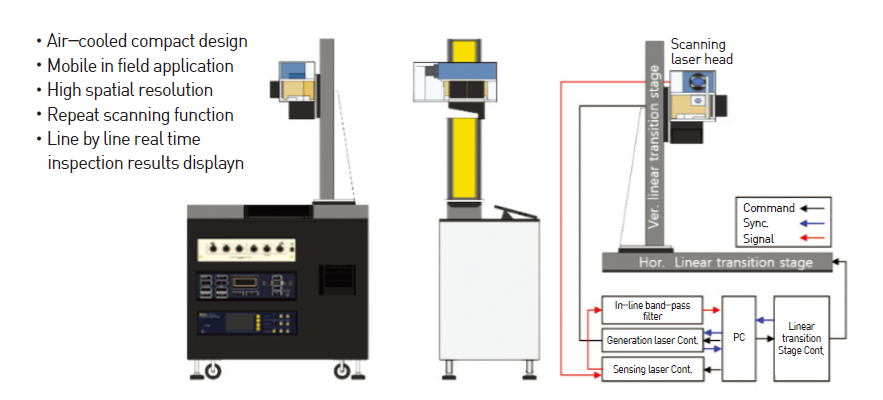 • Air-cooled compact design
• Mobile in field application
• High spatial resolution
• Repeat scanning function
• Line by line real time
inspection results displayn
Scanning
laser head
Ver. linear transition stage
Command
Sync.
Signal
Hor. Linear transition stage
In-line band-pass
filter
Generation laser Cont.
Sensing laser Cont.
PC
Linear
transition
Stage Cont.